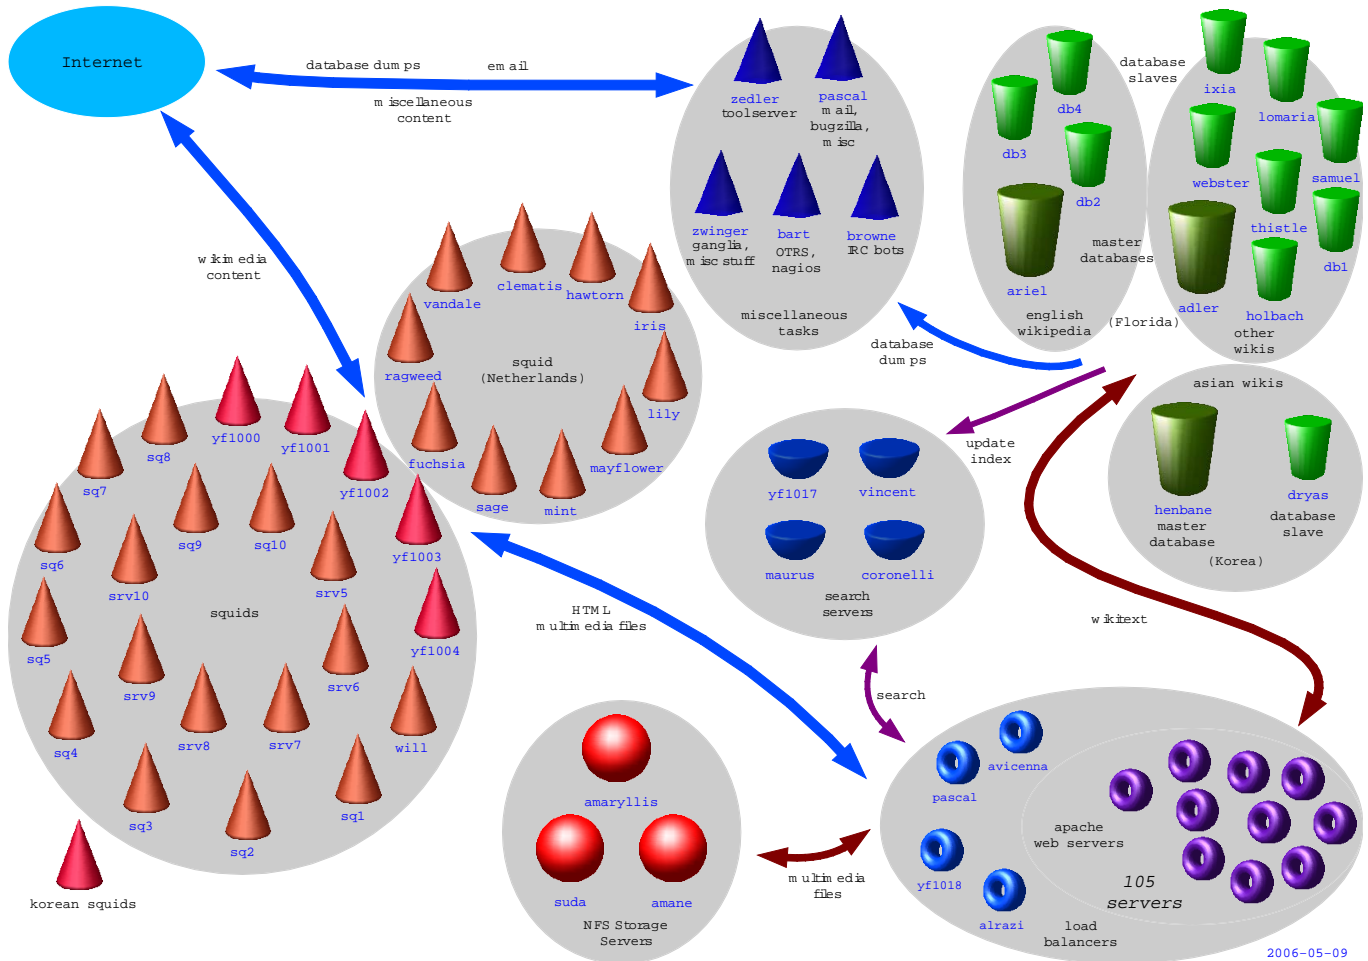 Internet
database dumps
email
miscellaneous
content
wikimedia
content
zedler
toolserver
pascal
mail,
bugzilla,
misc
zwinger
ganglia,
misc stuff
bart
OTRS,
nagios
browne
IRC bots
miscellaneous
tasks
db4
db3
db2
ariel
english
wikipedia
database
slaves
master
databases
(Florida)
ixia
lomaria
webster
samuel
thistle
db1
adler
holbach
other
wikis
database
dumps
update
index
asian wikis
henbane
master
database
dryas
database
slave
(Korea)
vandale
clematis
hawtorn
iris
ragweed
squid
(Netherlands)
lily
fuchsia
mayflower
sage
mint
yf1000
yf1001
yf1002
yf1003
yf1004
sq8
sq7
sq6
sq9
sq10
srv10
srv5
squids
sq5
srv9
srv6
sq4
srv8
srv7
will
sq3
sq2
sq1
korean squids
yf1017
vincent
maurus
coronelli
search
servers
HTML
multimedia files
search
wikitext
amaryllis
suda
amane
NFS Storage
Servers
multimedia
files
pascal
avicenna
yf1018
alrazi
load
balancers
apache
web servers
105
servers
2006-05-09